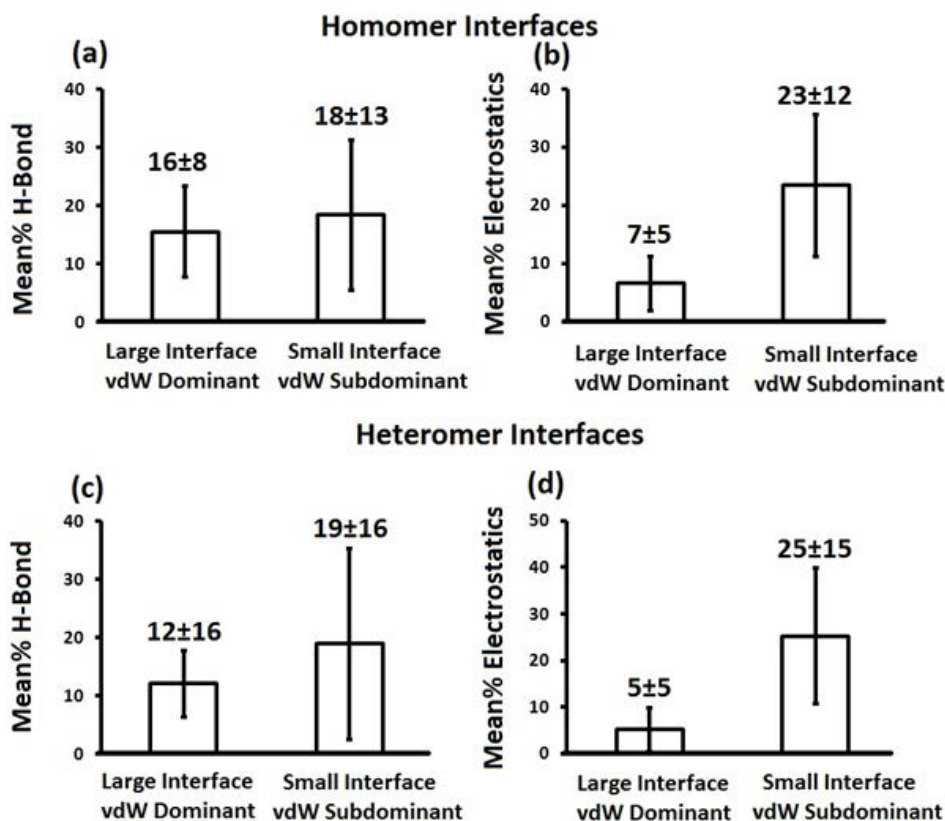 Homomer Interfaces
(a)
Mean% H-Bond
40
30
20
10
0
16±8
18±13
Large Interface
vdW Dominant
Small Interface
vdW Subdominant
(b)
Mean% Electrostatics
40
30
20
10
0
7±5
23±12
Large Interface
vdW Dominant
Small Interface
vdW Subdominant
Heteromer Interfaces
(c)
Mean% H-Bond
40
30
20
10
0
12±16
19±16
Large Interface
vdW Dominant
Small Interface
vdW Subdominant
(d)
Mean% Electrostatics
50
40
30
20
10
0
5±5
25±15
Large Interface
vdW Dominant
Small Interface
vdW Subdominant